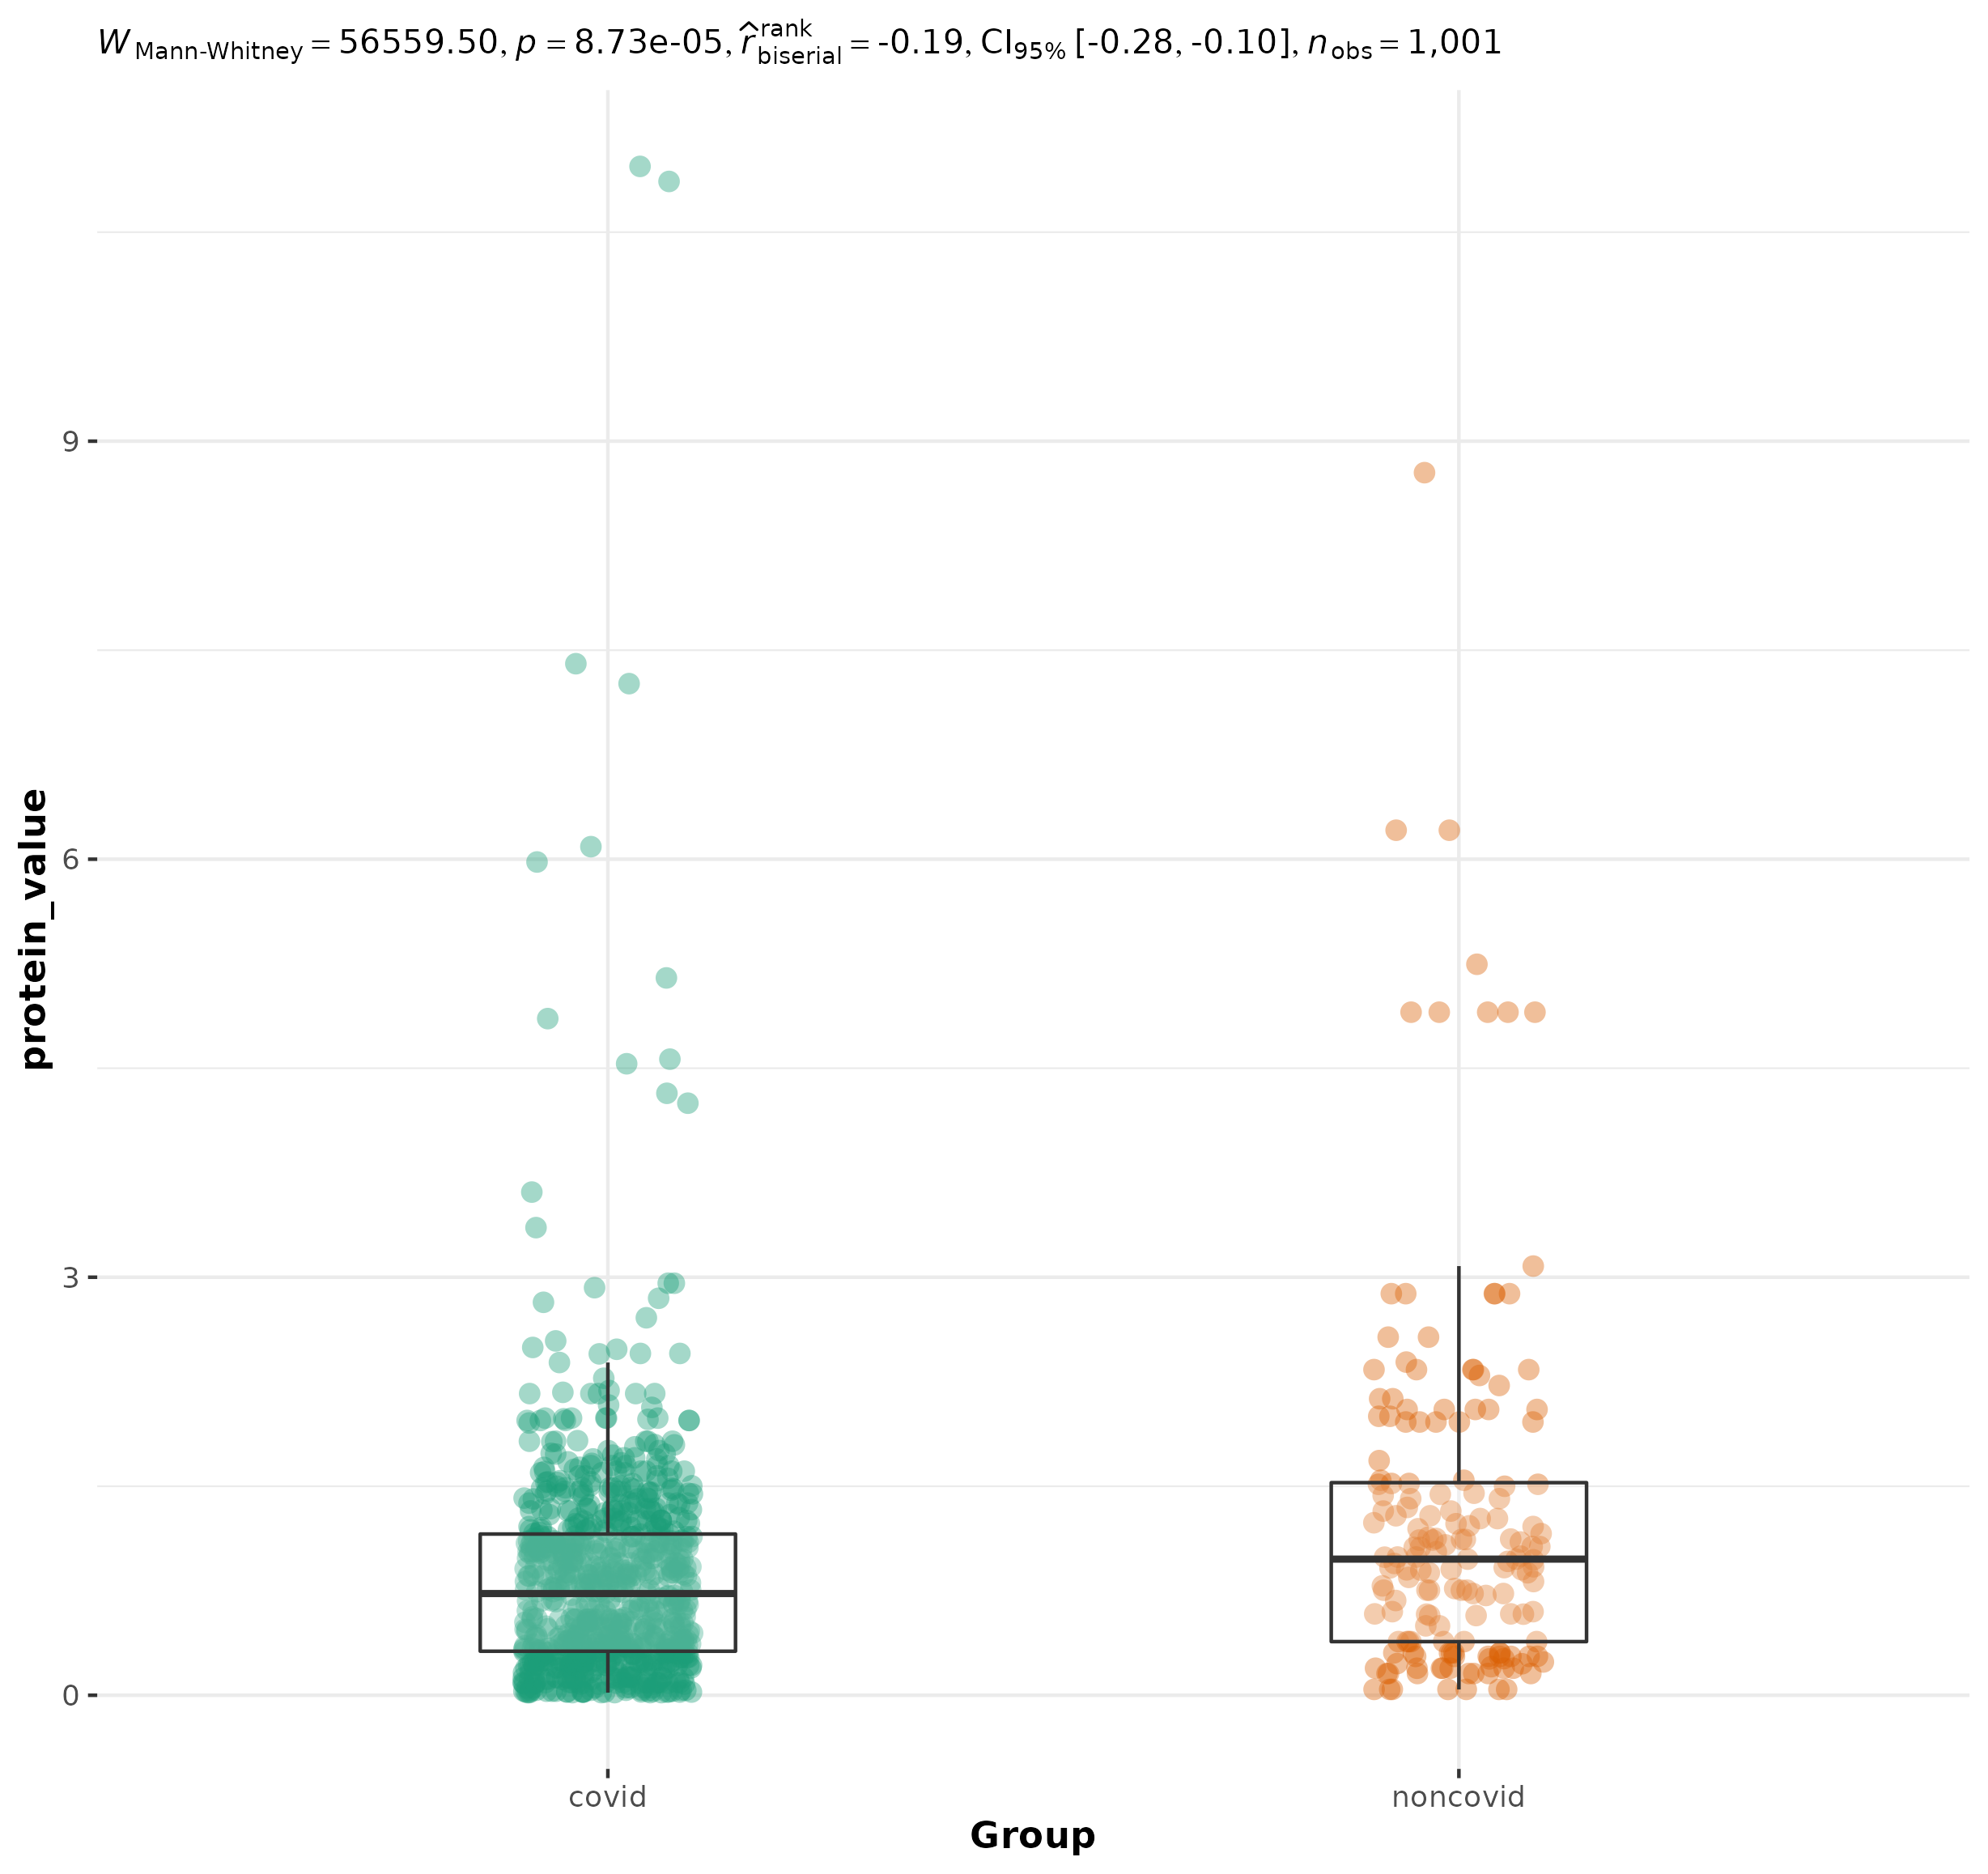 W Mann-Whitney = 56559.50, p = 8.73e-05, r̂ rank biserial = -0.19, CI95% [-0.28, -0.10], n obs = 1,001
9
6
3
0
protein_value
covid noncovid
Group